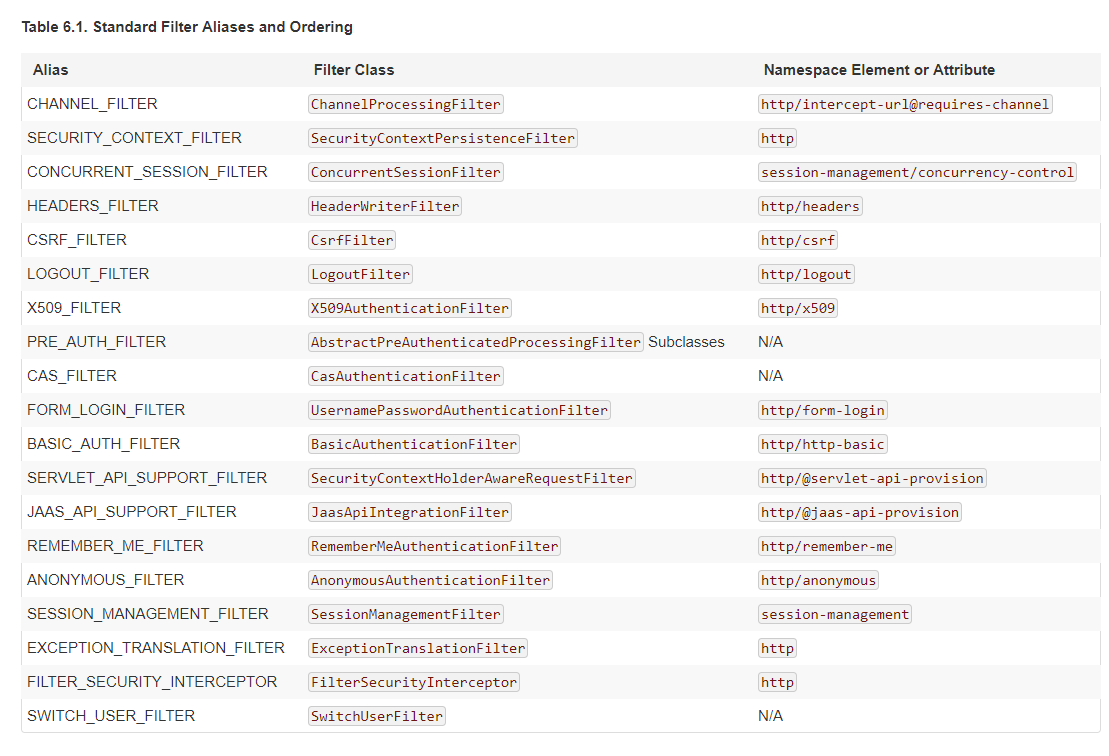 Table 6.1. Standard Filter Aliases and Ordering
Alias Filter Class Namespace Element or Attribute
CHANNEL_FILTER ChannelProcessingFilter http/intercept-url@requires-channel
SECURITY_CONTEXT_FILTER SecurityContextPersistenceFilter http
CONCURRENT_SESSION_FILTER ConcurrentSessionFilter session-management/concurrency-control
HEADERS_FILTER HeaderWriterFilter http/headers
CSRF_FILTER CsrfFilter http/csrf
LOGOUT_FILTER LogoutFilter http/logout
X509_FILTER X509AuthenticationFilter http/x509
PRE_AUTH_FILTER AbstractPreAuthenticatedProcessingFilter Subclasses N/A
CAS_FILTER CasAuthenticationFilter N/A
FORM_LOGIN_FILTER UsernamePasswordAuthenticationFilter http/form-login
BASIC_AUTH_FILTER BasicAuthenticationFilter http/http-basic
SERVLET_API_SUPPORT_FILTER SecurityContextHolderAwareRequestFilter http/@servlet-api-provision
JAAS_API_SUPPORT_FILTER JaasApiIntegrationFilter http/@jaas-api-provision
REMEMBER_ME_FILTER RememberMeAuthenticationFilter http/remember-me
ANONYMOUS_FILTER AnonymousAuthenticationFilter http/anonymous
SESSION_MANAGEMENT_FILTER SessionManagementFilter session-management
EXCEPTION_TRANSLATION_FILTER ExceptionTranslationFilter http
FILTER_SECURITY_INTERCEPTOR FilterSecurityInterceptor http
SWITCH_USER_FILTER SwitchUserFilter N/A